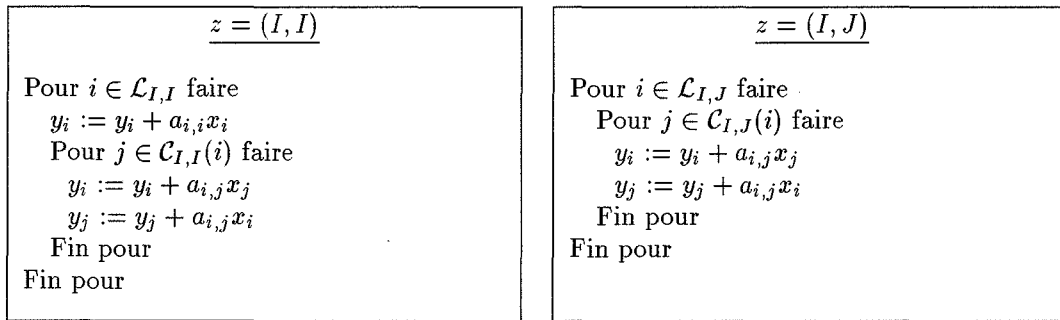 z = (I, I)
Pour i ∈ ℒ_{I,I} faire
y_i := y_i + a_{i,i}x_i
Pour j ∈ 𝒞_{I,I}(i) faire
y_i := y_i + a_{i,j}x_j
y_j := y_j + a_{i,j}x_i
Fin pour
Fin pour
z = (I, J)
Pour i ∈ ℒ_{I,J} faire
Pour j ∈ 𝒞_{I,J}(i) faire
y_i := y_i + a_{i,j}x_j
y_j := y_j + a_{i,j}x_i
Fin pour
Fin pour